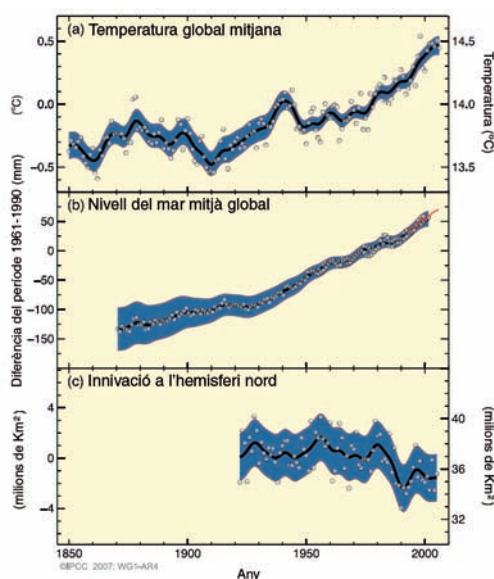 (a) Temperatura global mitjana
0.5
0.0
−0.5
(°C)
14.5
14.0
13.5
Temperatura (°C)
Diferència del període 1961-1990
(mm)
(b) Nivell del mar mitjà global
50
0
−50
−100
−150
(c) Innivació a l'hemisferi nord
4
0
−4
(milions de Km²)
40
36
32
(milions de Km²)
1850
1900
1950
2000
Any
©IPCC 2007: WG1-AR4